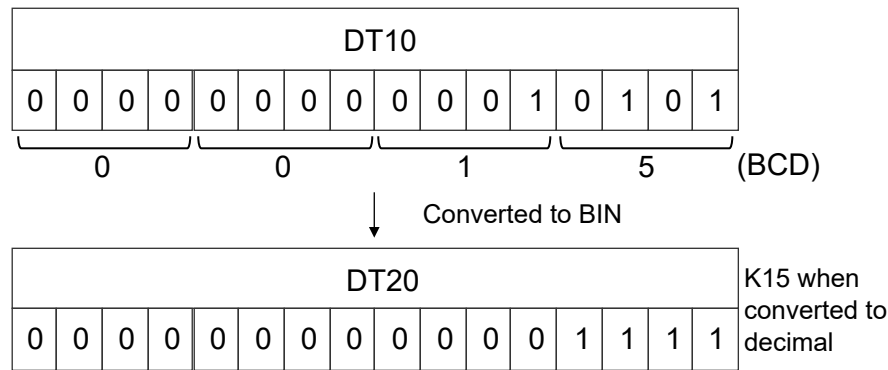 DT10
0 0 0 0 0 0 0 0 0 0 0 1 0 1 0 1
0 0 1 5 (BCD)
Converted to BIN
DT20
0 0 0 0 0 0 0 0 0 0 0 0 1 1 1 1
K15 when
converted to
decimal